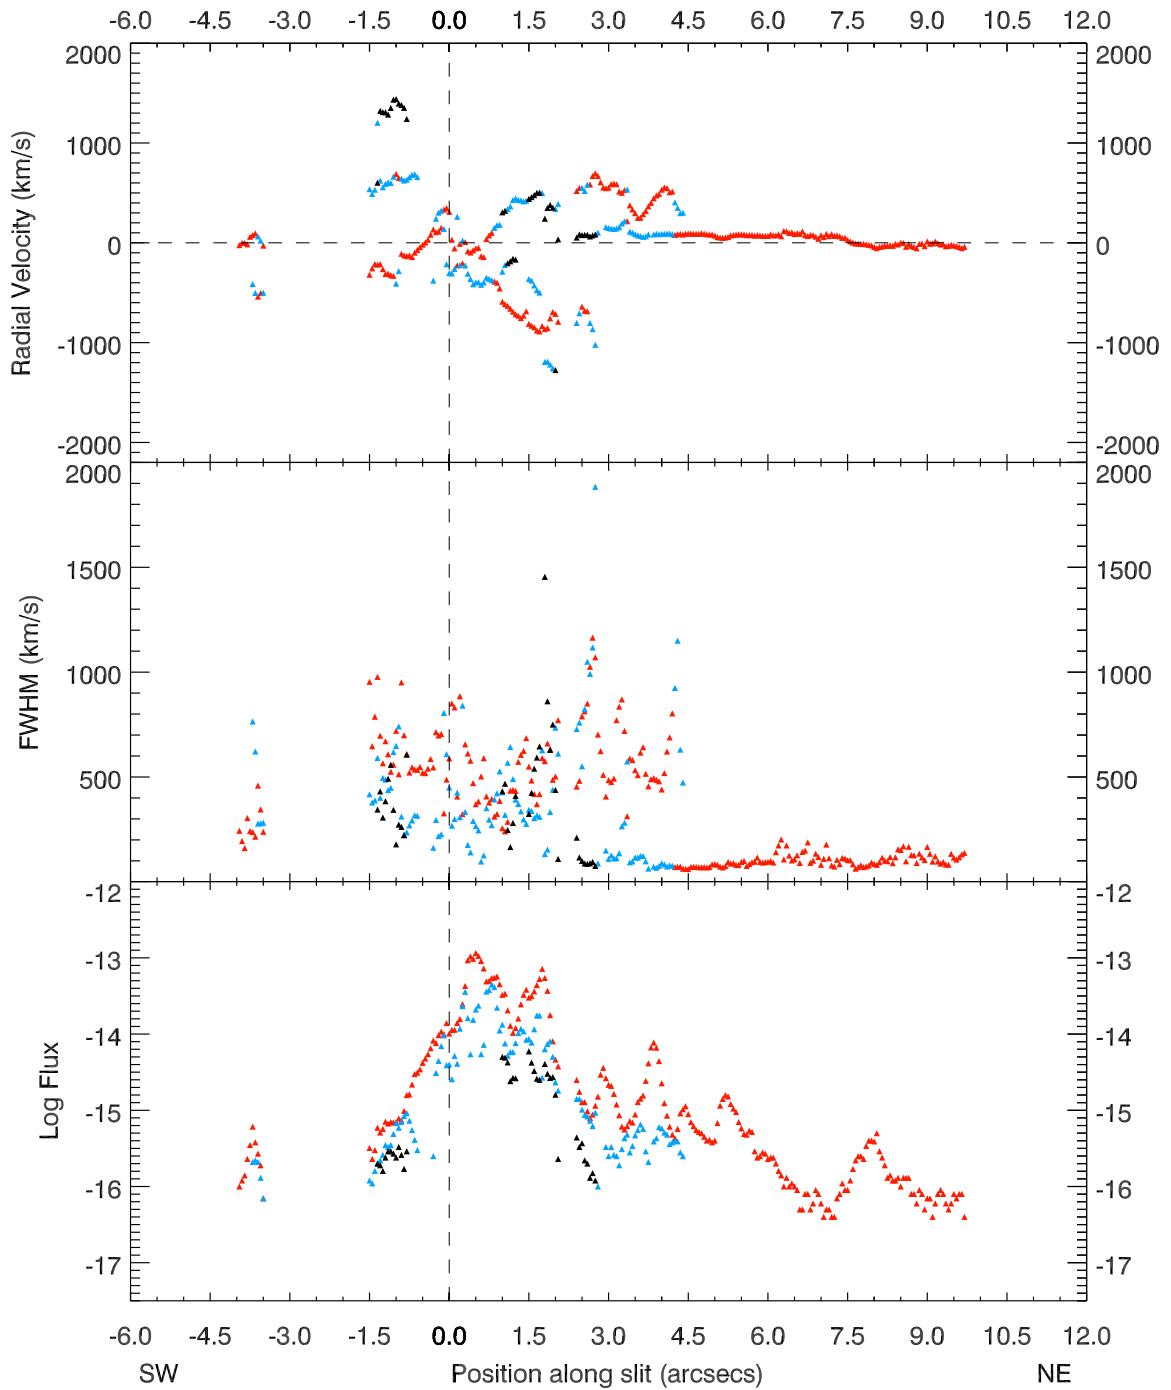 -6.0 -4.5 -3.0 -1.5 0.0 1.5 3.0 4.5 6.0 7.5 9.0 10.5 12.0
2000 2000
1000 1000
0 0
-1000 -1000
-2000 -2000
Radial Velocity (km/s)
2000 2000
1500 1500
1000 1000
500 500
FWHM (km/s)
-12 -12
-13 -13
-14 -14
-15 -15
-16 -16
-17 -17
Log Flux
-6.0 -4.5 -3.0 -1.5 0.0 1.5 3.0 4.5 6.0 7.5 9.0 10.5 12.0
SW Position along slit (arcsecs) NE